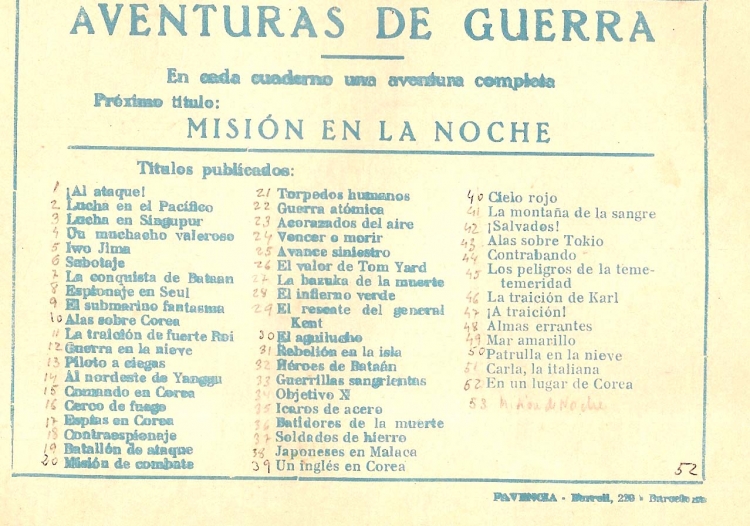 AVENTURAS DE GUERRA
En cada cuaderno una aventura completa
Próximo título:
MISIÓN EN LA NOCHE
Títulos publicados:
1 ¡Al ataque!
2 Lucha en el Pacífico
3 Lucha en Singapur
4 Un muchacho valeroso
5 Iwo Jima
6 Sabotaje
7 La conquista de Bataan
8 Espionaje en Seul
9 El submarino fantasma
10 Alas sobre Corea
11 La traición de fuerte Roi
12 Guerra en la nieve
13 Piloto a ciegas
14 Al nordeste de Yanggu
15 Comando en Corea
16 Cerco de fuego
17 Espías en Corea
18 Contraespionaje
19 Batallón de ataque
20 Misión de combate
21 Torpedos humanos
22 Guerra atómica
23 Acorazados del aire
24 Vencer o morir
25 Avance siniestro
26 El valor de Tom Yard
27 La bazuka de la muerte
28 El infierno verde
29 El rescate del general
Kent
30 El aguilucho
31 Rebelión en la isla
32 Héroes de Bataán
33 Guerrillas sangrientas
34 Objetivo X
35 Icaros de acero
36 Batidores de la muerte
37 Soldados de hierro
38 Japoneses en Malaca
39 Un inglés en Corea
40 Cielo rojo
41 La montaña de la sangre
42 ¡Salvados!
43 Alas sobre Tokio
44 Contrabando
45 Los peligros de la teme-
temeridad
46 La traición de Karl
47 ¡A traición!
48 Almas errantes
49 Mar amarillo
50 Patrulla en la nieve
51 Carla, la italiana
52 En un lugar de Corea
53 Misión de Noche
52
FAVENCIA - Borrell, 229 - Barcelona